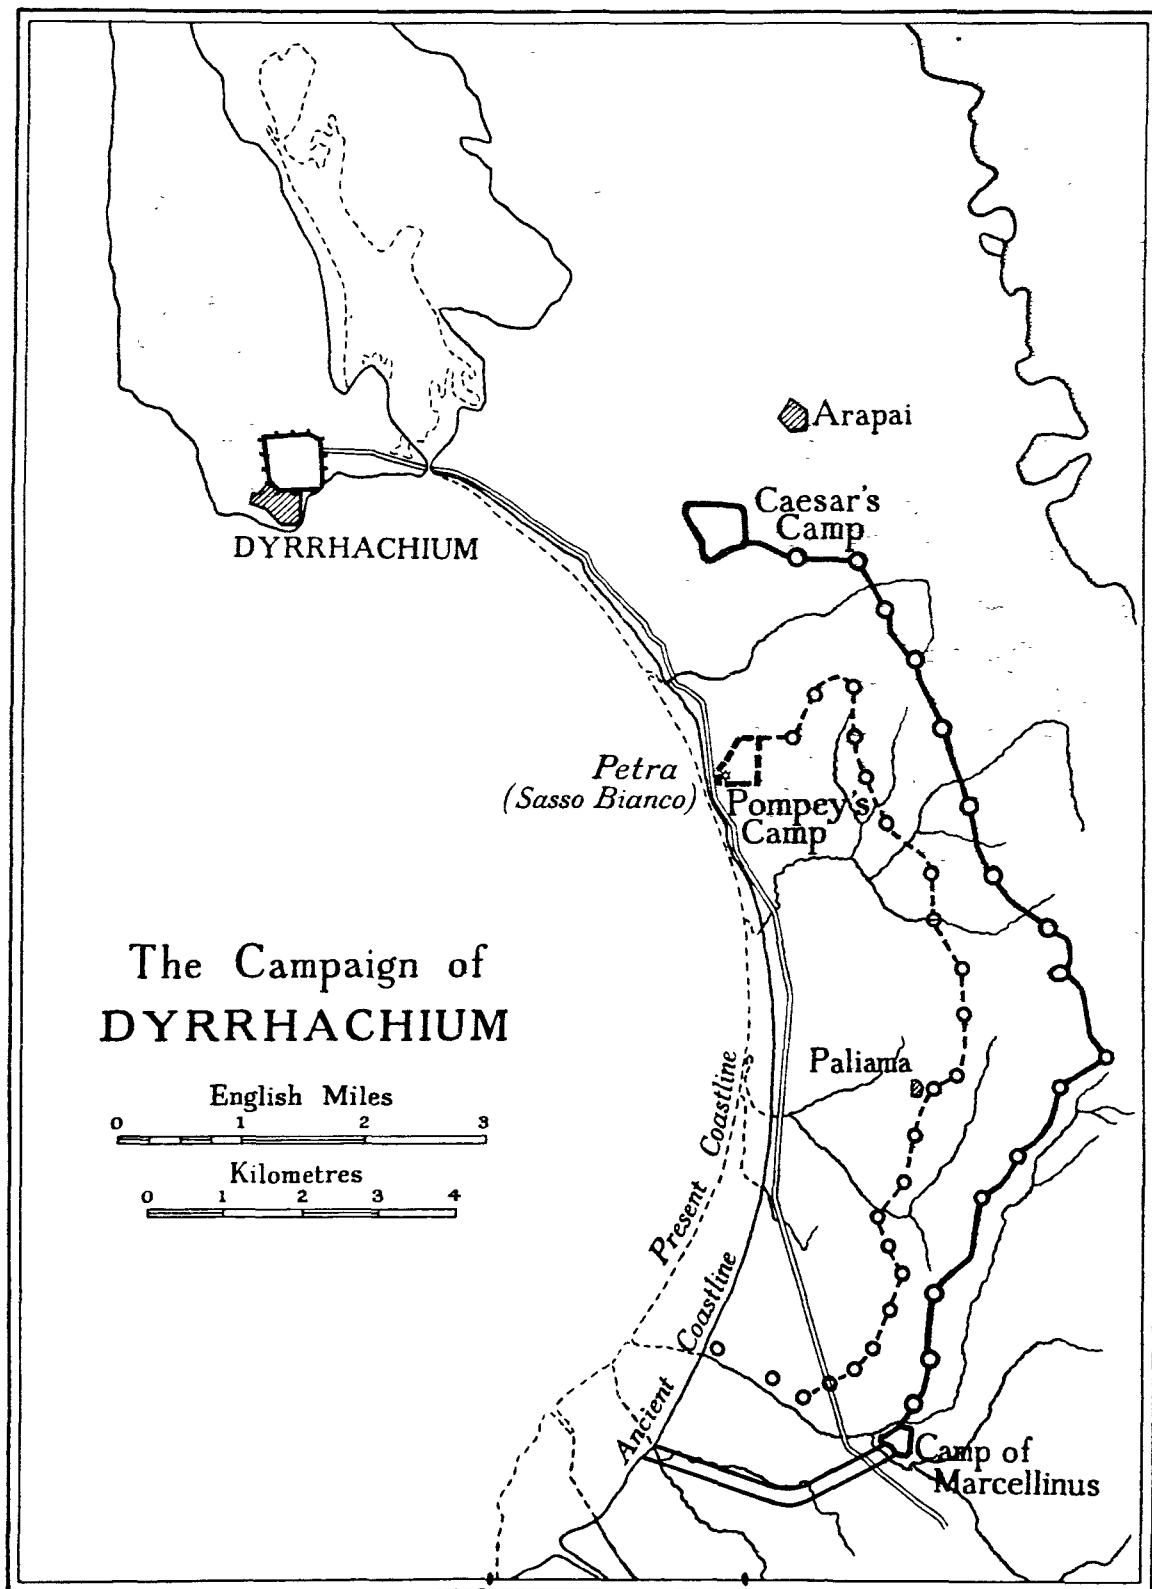 Arapai
Caesar's
Camp
DYRRHACHIUM
Petra
(Sasso Bianco)
Pompey's
Camp
The Campaign of
DYRRHACHIUM
Paliama
English Miles
0 1 2 3
Kilometres
0 1 2 3 4
Present Coastline
Ancient Coastline
Camp of
Marcellinus